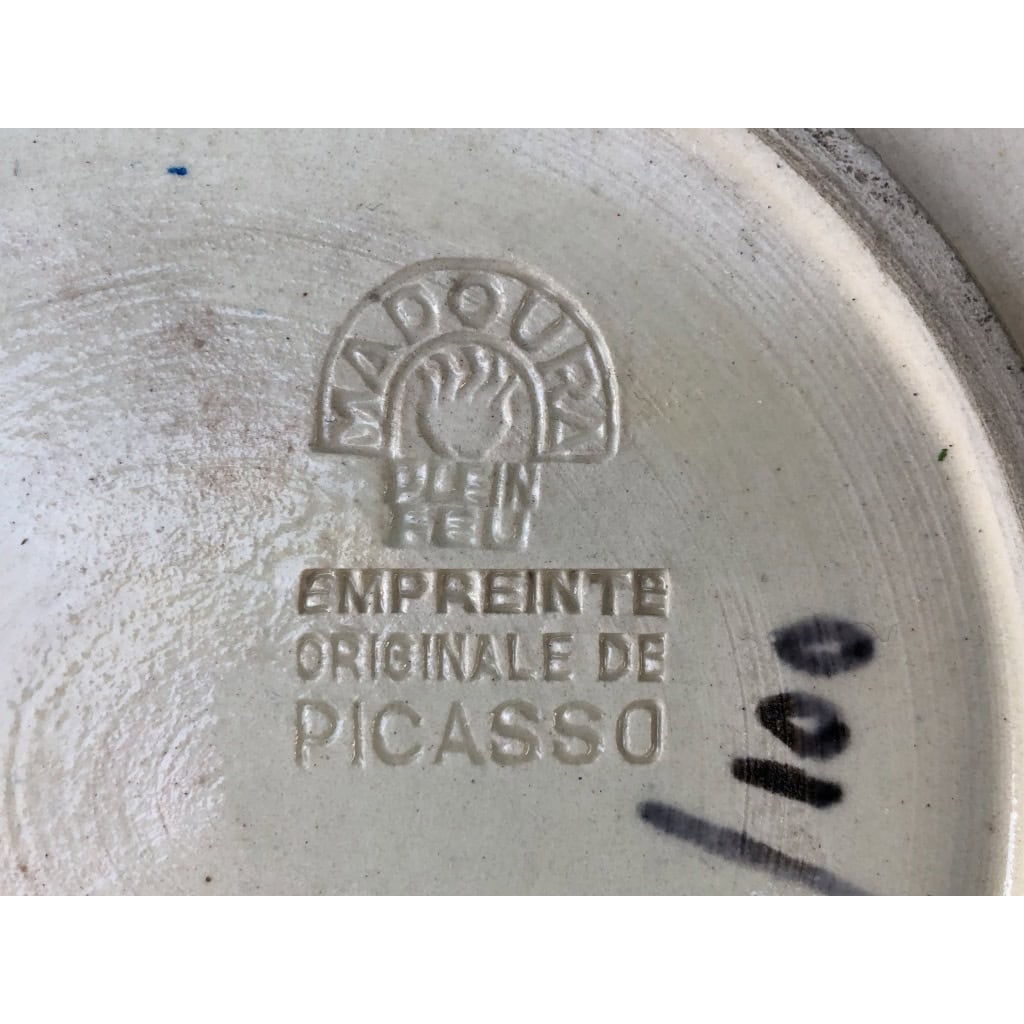 MADOURA
PLEIN
FEU
EMPREINTE
ORIGINALE DE
PICASSO
/100